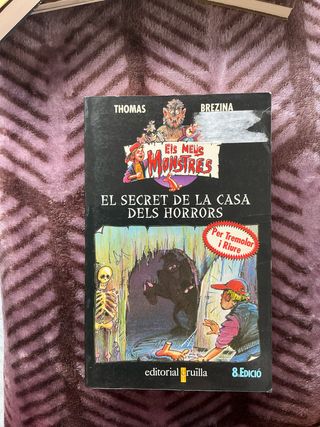 THOMAS BREZINA
ELS MEUS
MONSTRES
EL SECRET DE LA CASA
DELS HORRORS
Per Tremolar
i Riure
editorial cruïlla
8.EDICIÓ